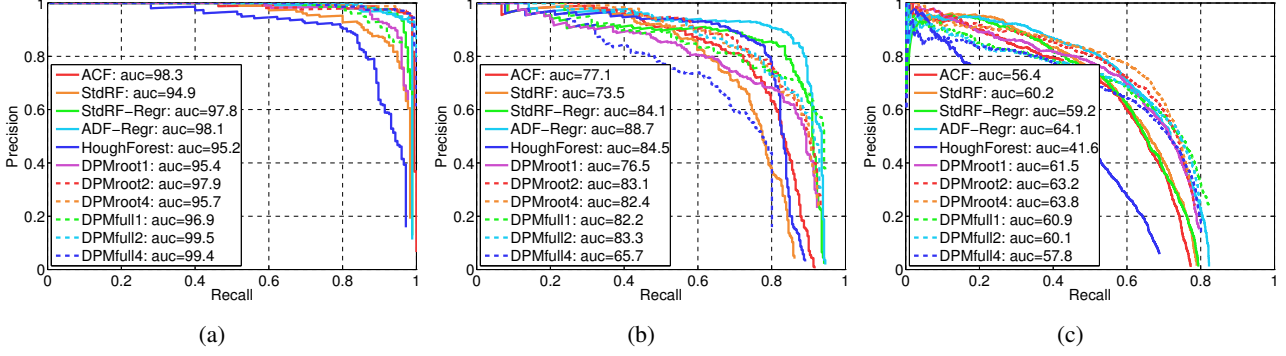 1
0.8
0.6
0.4
0.2
0
Precision
ACF: auc=98.3
StdRF: auc=94.9
StdRF-Regr: auc=97.8
ADF-Regr: auc=98.1
HoughForest: auc=95.2
DPMroot1: auc=95.4
DPMroot2: auc=97.9
DPMroot4: auc=95.7
DPMfull1: auc=96.9
DPMfull2: auc=99.5
DPMfull4: auc=99.4
0 0.2 0.4 0.6 0.8 1
Recall
(a)
1
0.8
0.6
0.4
0.2
0
Precision
ACF: auc=77.1
StdRF: auc=73.5
StdRF-Regr: auc=84.1
ADF-Regr: auc=88.7
HoughForest: auc=84.5
DPMroot1: auc=76.5
DPMroot2: auc=83.1
DPMroot4: auc=82.4
DPMfull1: auc=82.2
DPMfull2: auc=83.3
DPMfull4: auc=65.7
0 0.2 0.4 0.6 0.8 1
Recall
(b)
1
0.8
0.6
0.4
0.2
0
Precision
ACF: auc=56.4
StdRF: auc=60.2
StdRF-Regr: auc=59.2
ADF-Regr: auc=64.1
HoughForest: auc=41.6
DPMroot1: auc=61.5
DPMroot2: auc=63.2
DPMroot4: auc=63.8
DPMfull1: auc=60.9
DPMfull2: auc=60.1
DPMfull4: auc=57.8
0 0.2 0.4 0.6 0.8 1
Recall
(c)